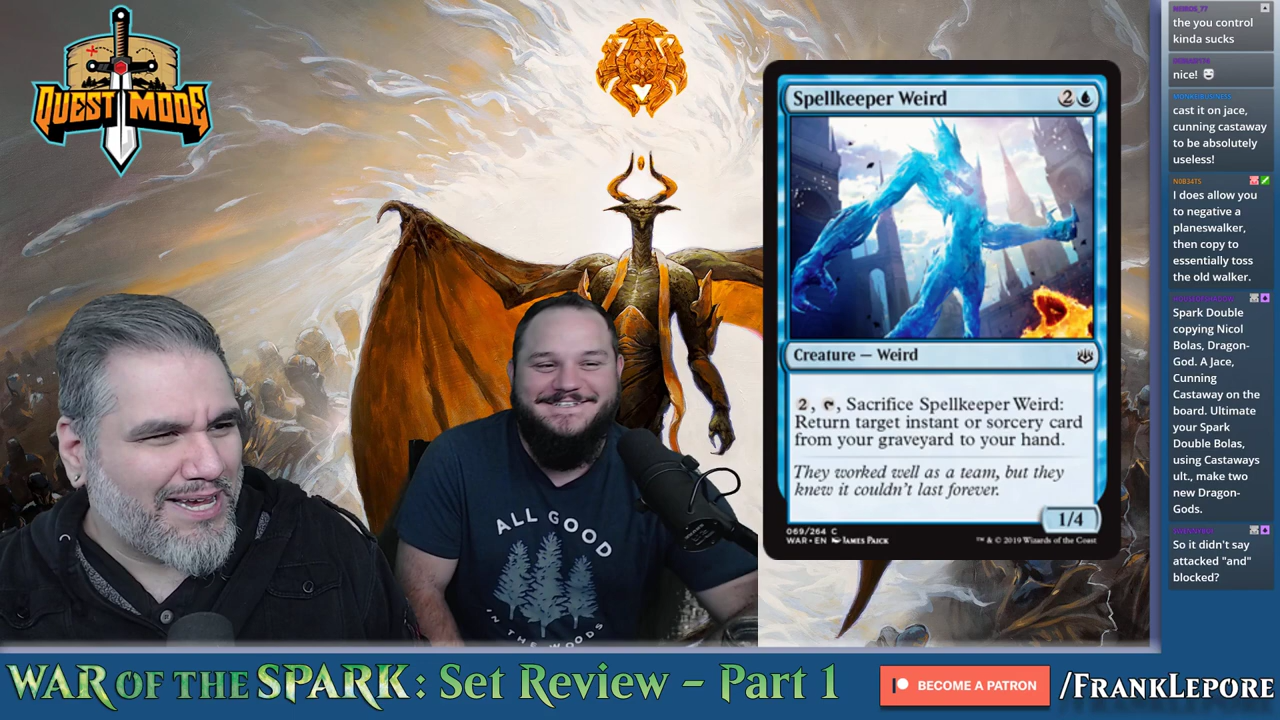 QUEST MODE
ALL GOOD
IN THE WOODS
Spellkeeper Weird 2
Creature — Weird
2, , Sacrifice Spellkeeper Weird:
Return target instant or sorcery card
from your graveyard to your hand.
They worked well as a team, but they
knew it couldn't last forever.
1/4
069/264 C
WAR • EN James Paick
™ & © 2019 Wizards of the Coast
the you control
kinda sucks
nice!
cast it on jace,
cunning castaway
to be absolutely
useless!
N0B34TS
I does allow you
to negative a
planeswalker,
then copy to
essentially toss
the old walker.
Spark Double
copying Nicol
Bolas, Dragon-
God. A Jace,
Cunning
Castaway on the
board. Ultimate
your Spark
Double Bolas,
using Castaways
ult., make two
new Dragon-
Gods.
So it didn't say
attacked "and"
blocked?
WAR OF THE SPARK: Set Review - Part 1
BECOME A PATRON
/FrankLepore